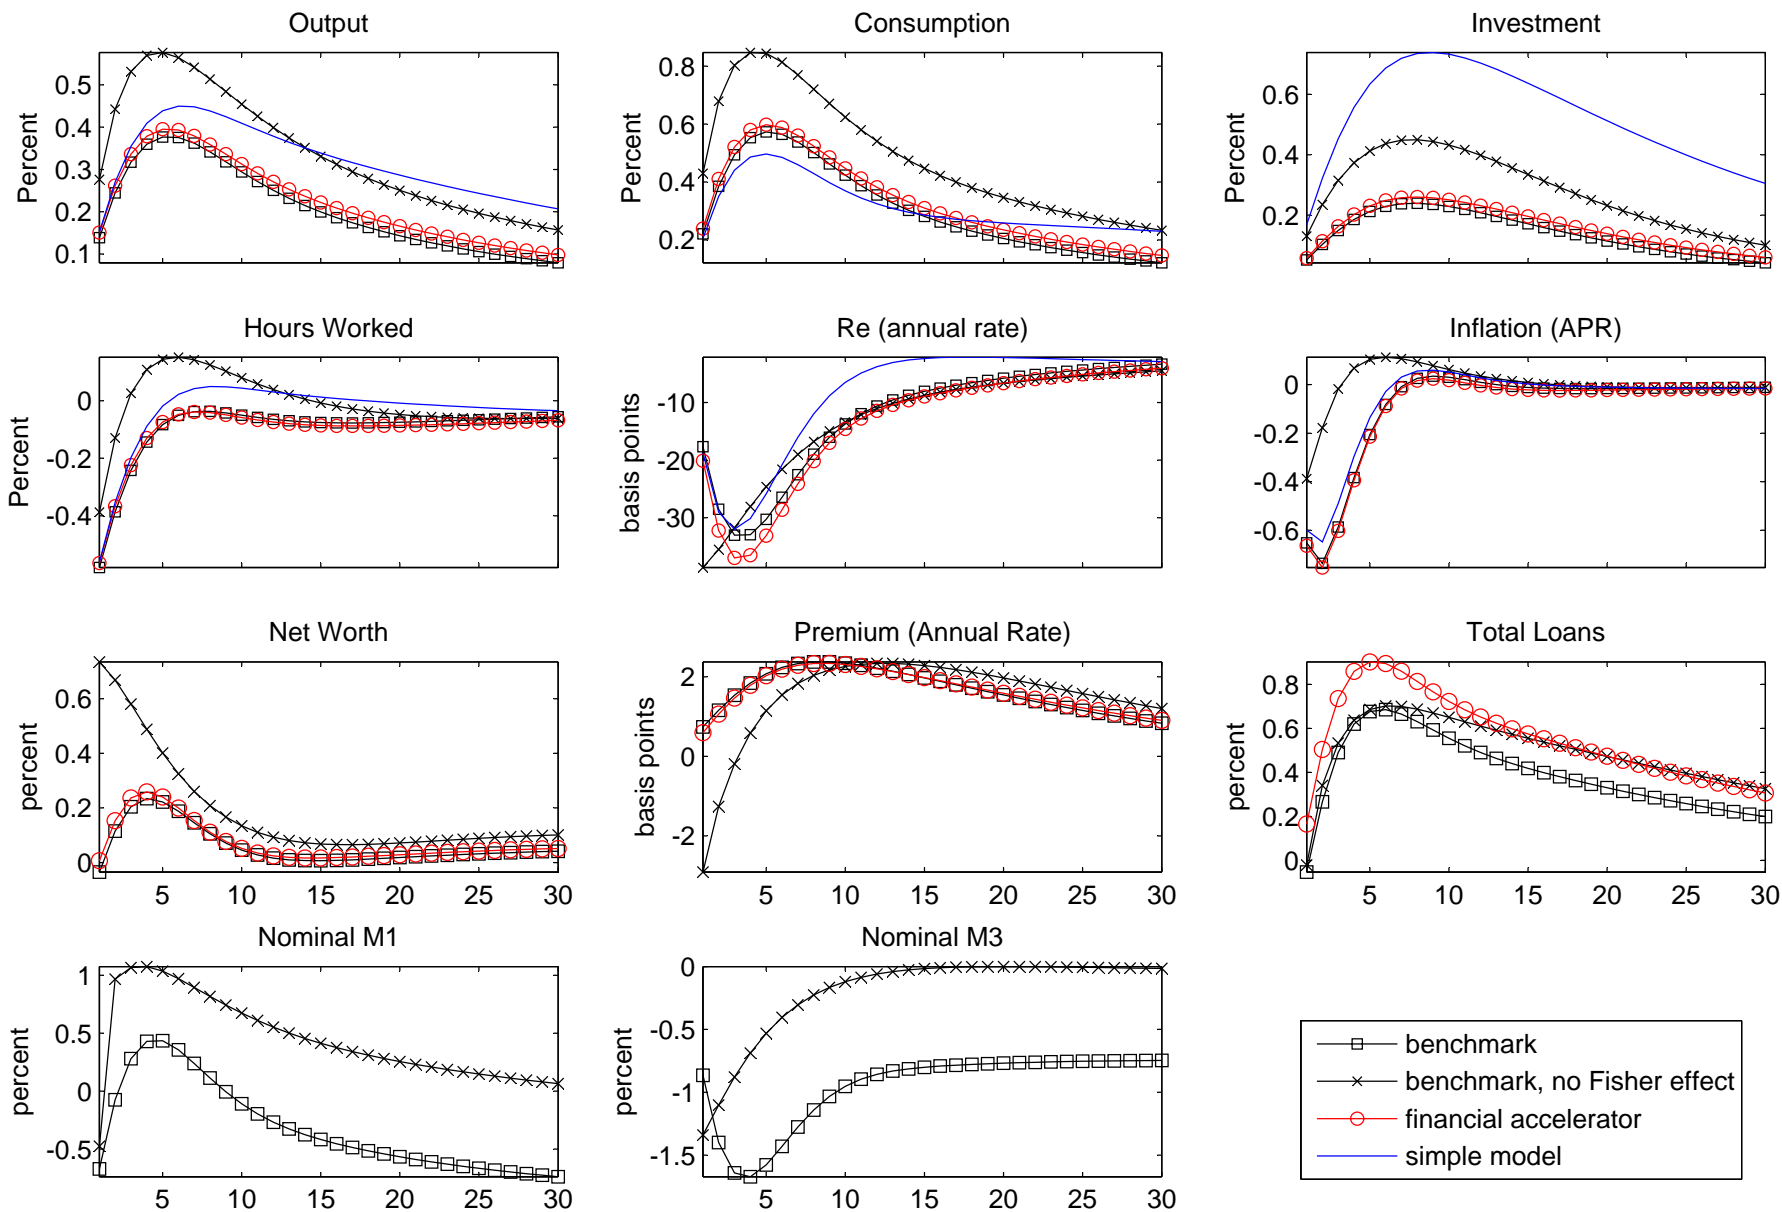 Output
Percent
0.5
0.4
0.3
0.2
0.1
Consumption
Percent
0.8
0.6
0.4
0.2
Investment
Percent
0.6
0.4
0.2
Hours Worked
Percent
0
-0.2
-0.4
Re (annual rate)
basis points
-10
-20
-30
Inflation (APR)
0
-0.2
-0.4
-0.6
Net Worth
percent
0.6
0.4
0.2
0
5 10 15 20 25 30
Premium (Annual Rate)
basis points
2
0
-2
5 10 15 20 25 30
Total Loans
percent
0.8
0.6
0.4
0.2
0
5 10 15 20 25 30
Nominal M1
percent
1
0.5
0
-0.5
5 10 15 20 25 30
Nominal M3
percent
0
-0.5
-1
-1.5
5 10 15 20 25 30
benchmark
benchmark, no Fisher effect
financial accelerator
simple model